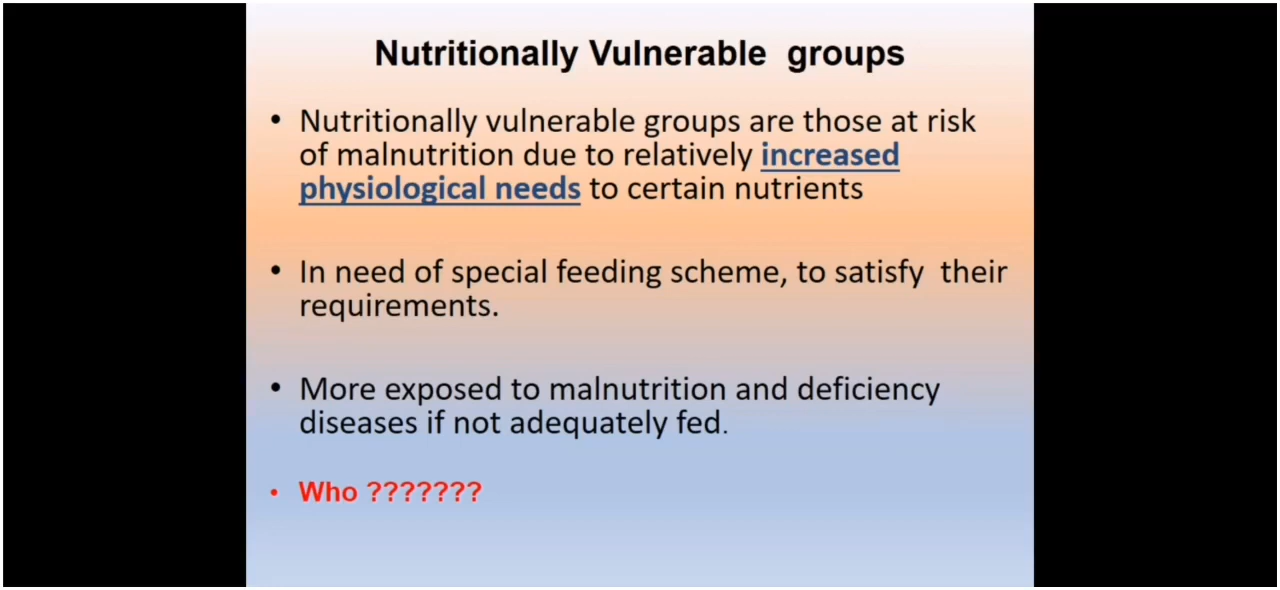 Nutritionally Vulnerable groups
• Nutritionally vulnerable groups are those at risk
of malnutrition due to relatively increased
physiological needs to certain nutrients
• In need of special feeding scheme, to satisfy their
requirements.
• More exposed to malnutrition and deficiency
diseases if not adequately fed.
• Who ???????